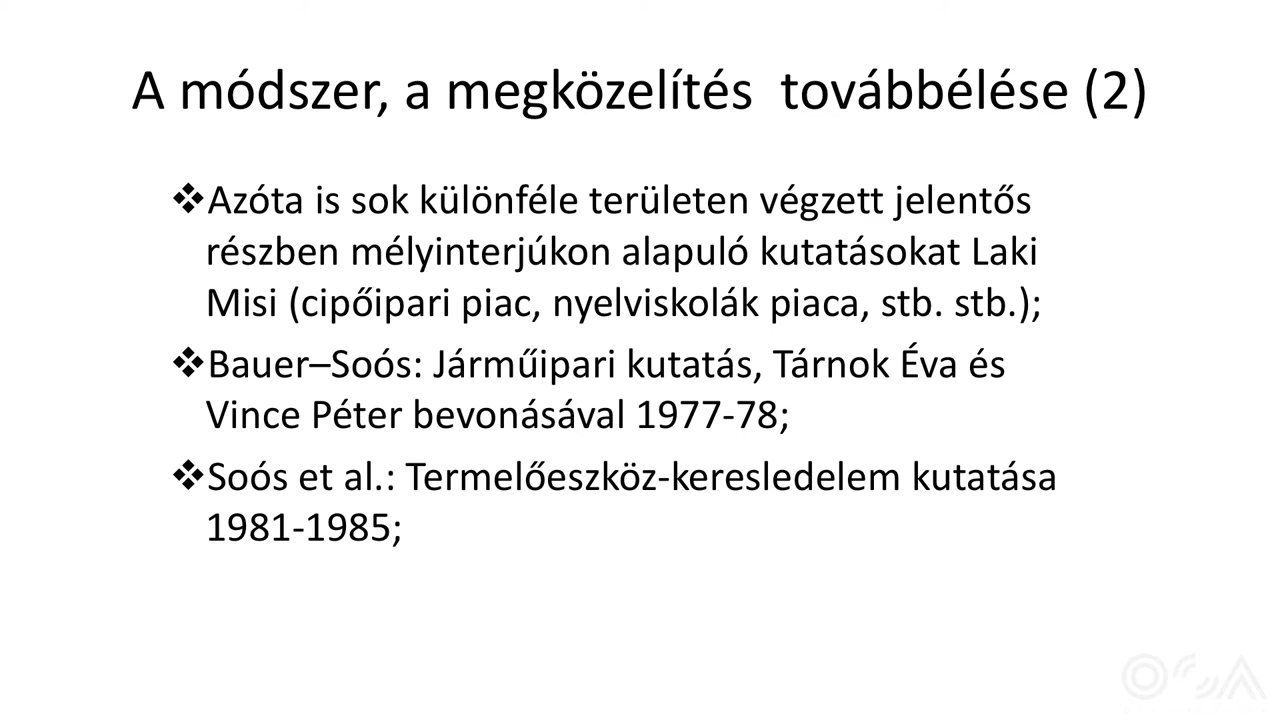 A módszer, a megközelítés továbbélése (2)
❖Azóta is sok különféle területen végzett jelentős
részben mélyinterjúkon alapuló kutatásokat Laki
Misi (cipőipari piac, nyelviskolák piaca, stb. stb.);
❖Bauer–Soós: Járműipari kutatás, Tárnok Éva és
Vince Péter bevonásával 1977-78;
❖Soós et al.: Termelőeszköz-keresledelem kutatása
1981-1985;